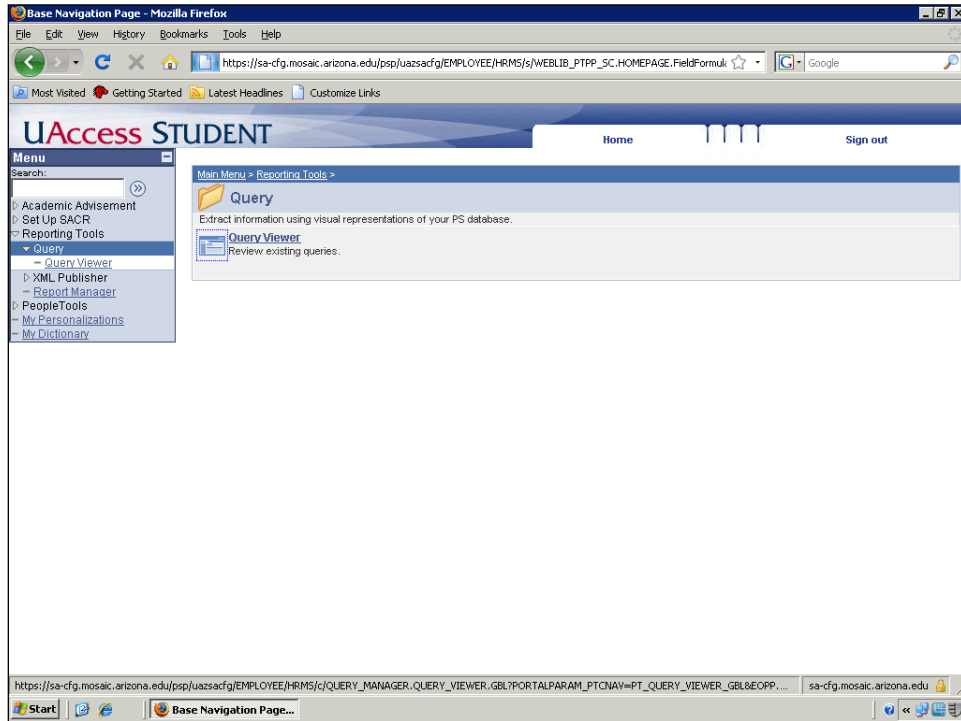 Base Navigation Page - Mozilla Firefox
File Edit View History Bookmarks Tools Help
https://sa-cfg.mosaic.arizona.edu/psp/uazsacfg/EMPLOYEE/HRMS/s/WEBLIB_PTPP_SC.HOMEPAGE.FieldFormula
G Google
Most Visited Getting Started Latest Headlines Customize Links
UACCESS STUDENT
Home Sign out
Menu
Search:
Academic Advisement
Set Up SACR
Reporting Tools
Query
Query Viewer
XML Publisher
Report Manager
PeopleTools
My Personalizations
My Dictionary
Main Menu > Reporting Tools >
Query
Extract information using visual representations of your PS database.
Query Viewer
Review existing queries.
https://sa-cfg.mosaic.arizona.edu/psp/uazsacfg/EMPLOYEE/HRMS/c/QUERY_MANAGER.QUERY_VIEWER.GBL?PORTALPARAM_PTCNAV=PT_QUERY_VIEWER_GBL&EOPP.... sa-cfg.mosaic.arizona.edu
Start Base Navigation Page...